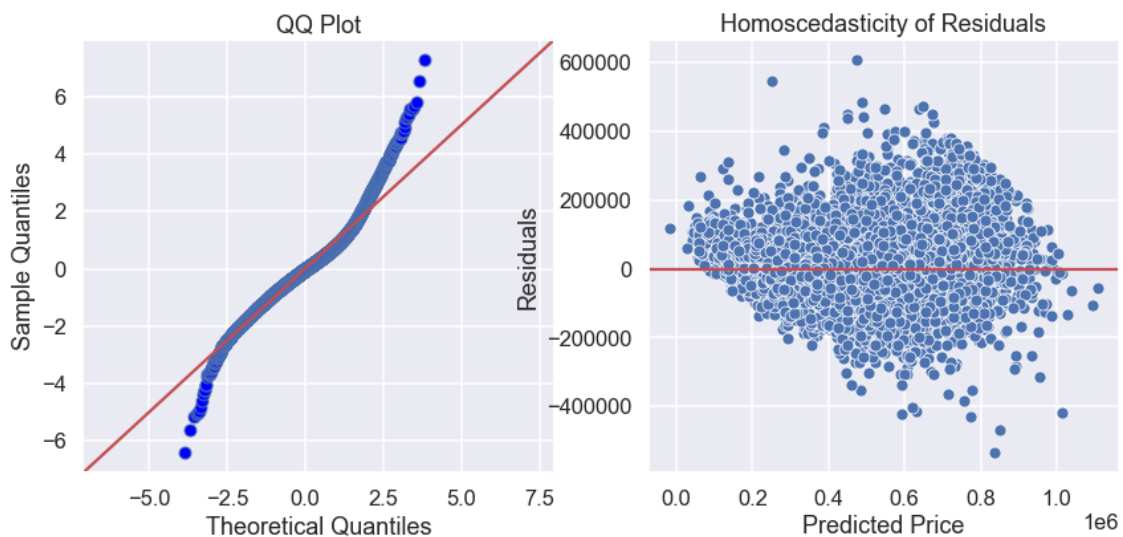 QQ Plot
Sample Quantiles
6
4
2
0
−2
−4
−6
−5.0 −2.5 0.0 2.5 5.0 7.5
Theoretical Quantiles
Homoscedasticity of Residuals
Residuals
600000
400000
200000
0
−200000
−400000
0.0 0.2 0.4 0.6 0.8 1.0
1e6
Predicted Price